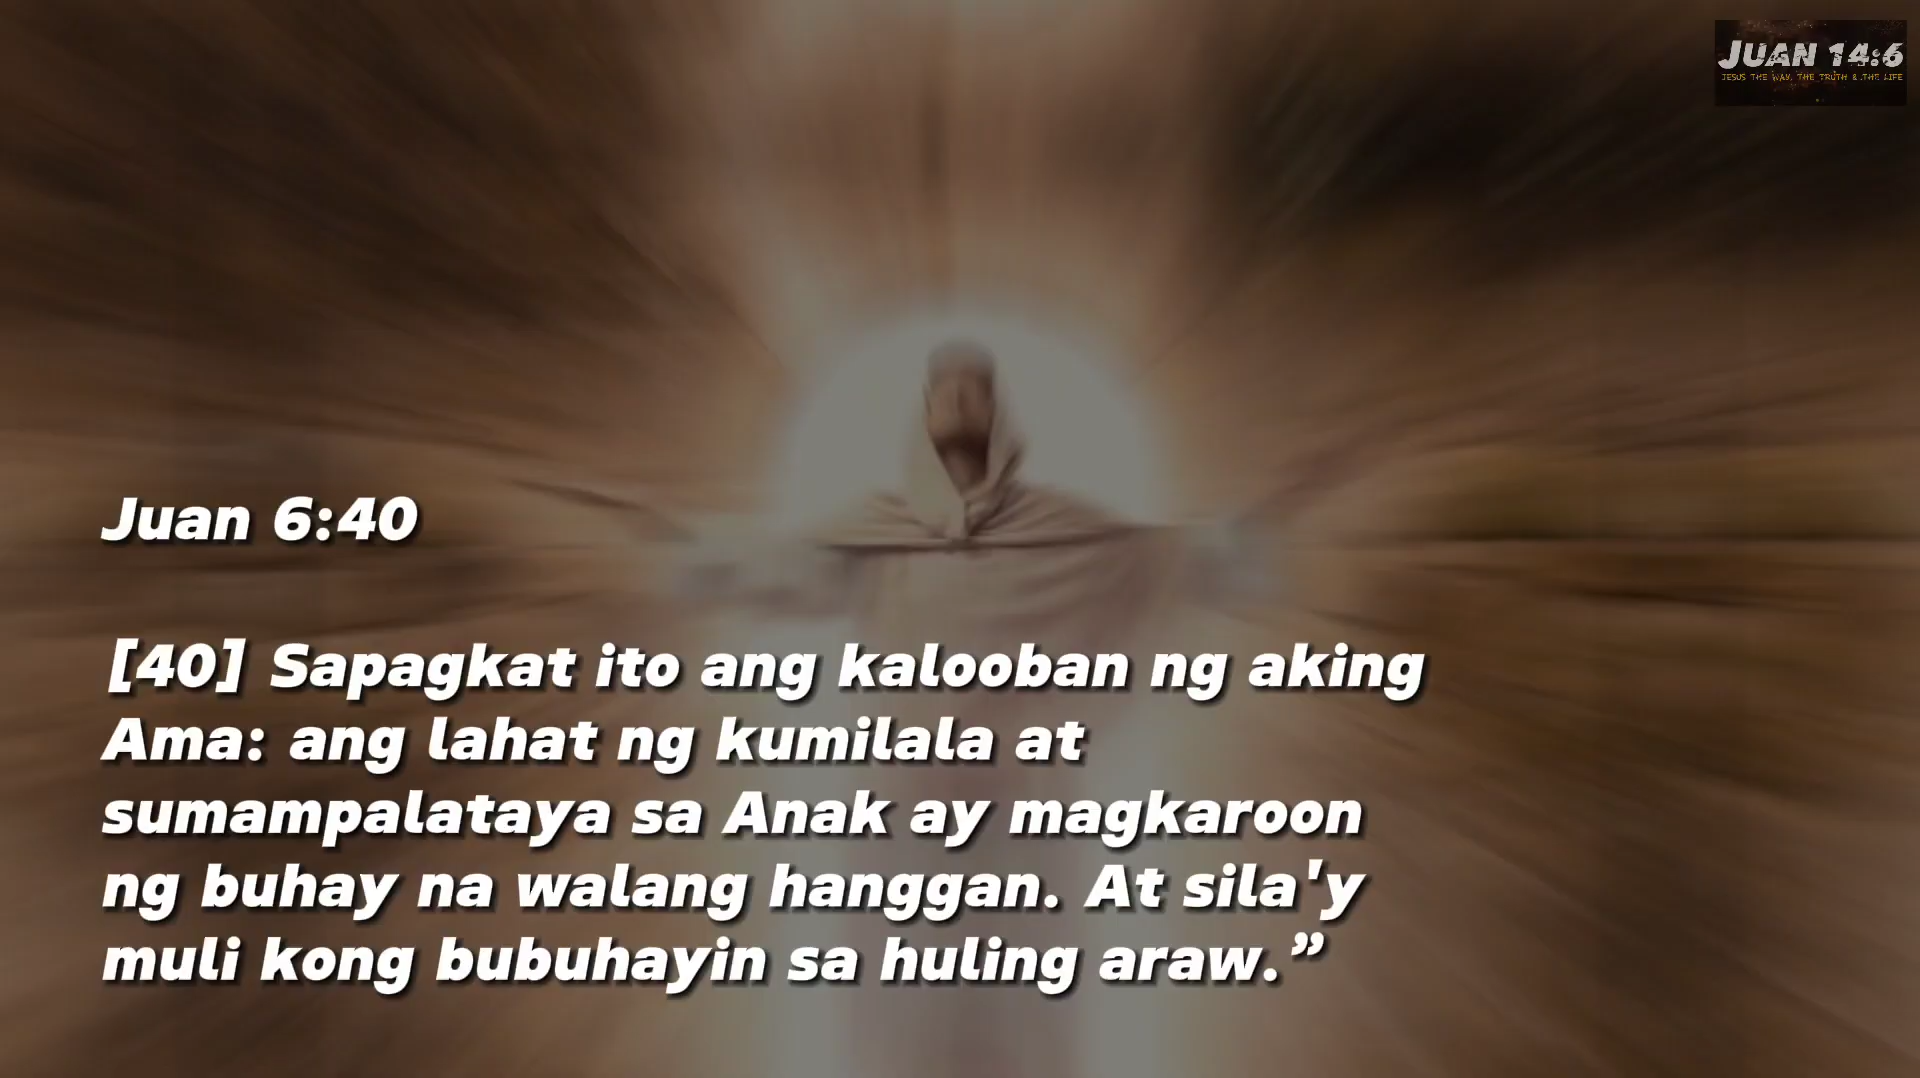 JUAN 14:6
JESUS THE WAY, THE TRUTH & THE LIFE
Juan 6:40
[40] Sapagkat ito ang kalooban ng aking
Ama: ang lahat ng kumilala at
sumampalataya sa Anak ay magkaroon
ng buhay na walang hanggan. At sila'y
muli kong bubuhayin sa huling araw.”